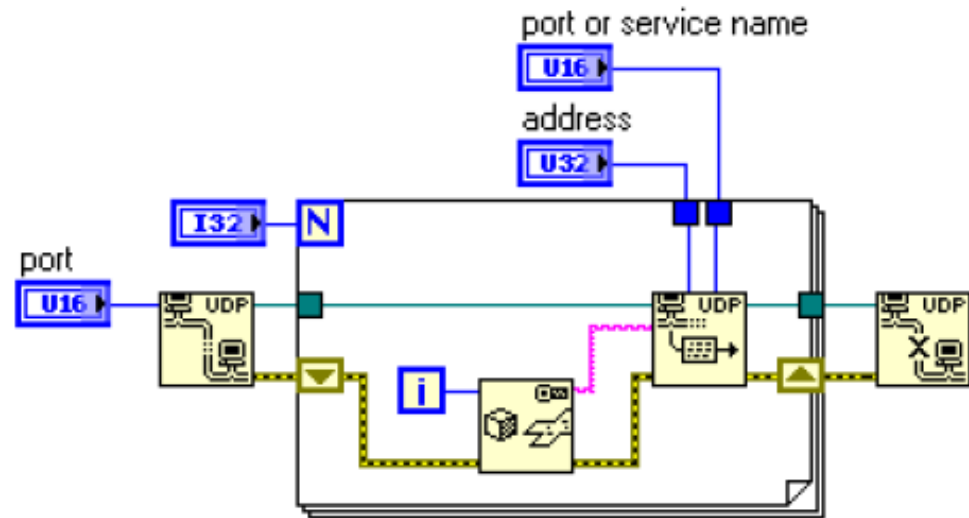 port or service name
U16
address
U32
I32
N
port
U16
UDP
UDP
UDP
i